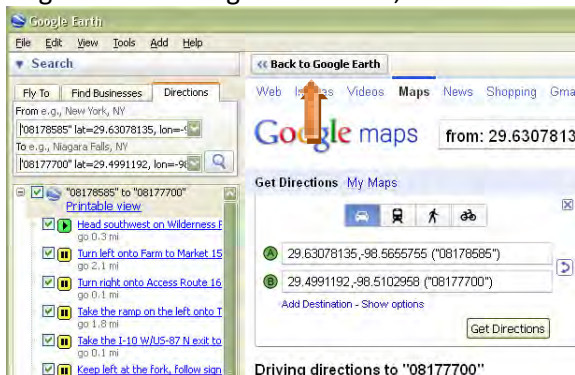 Google Earth
File Edit View Tools Add Help
Search
Fly To Find Businesses Directions
From e.g., New York, NY
"08178585" lat=29.63078135, lon=-
To e.g., Niagara Falls, NY
"08177700" lat=29.4991192, lon=-98
"08178585" to "08177700"
Printable view
Head southwest on Wilderness
go 0.3 mi
Turn left onto Farm to Market 15
go 2.1 mi
Turn right onto Access Route 16
go 0.1 mi
Take the ramp on the left onto
go 1.8 mi
Take the I-10 W/US-87 N exit to
go 0.1 mi
Keep left at the fork, follow sign
<< Back to Google Earth
Web Images Videos Maps News Shopping Gma
Google maps
from: 29.6307813
Get Directions My Maps
A 29.63078135,-98.5655755 ("08178585")
B 29.4991192,-98.5102958 ("08177700")
Add Destination - Show options
Get Directions
Driving directions to "08177700"